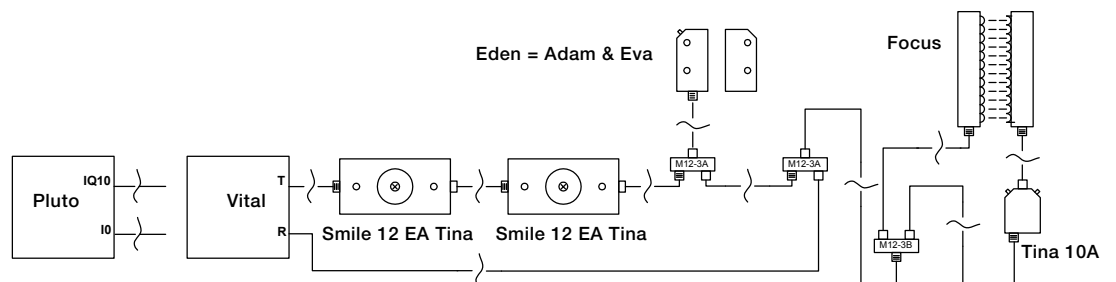 Eden = Adam & Eva
Focus
M12-3A
M12-3A
IQ10
Pluto
I0
T
Vital
R
Smile 12 EA Tina
Smile 12 EA Tina
M12-3B
Tina 10A